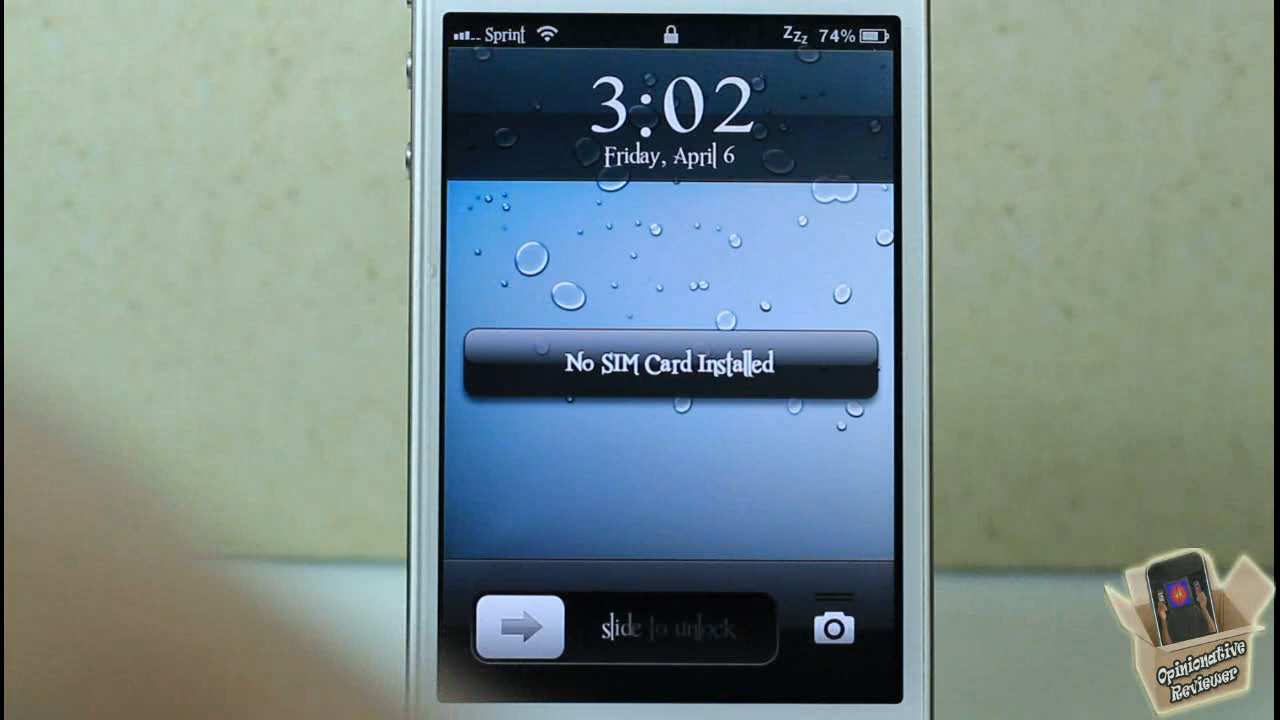 Sprint
Zzz 74%
3:02
Friday, April 6
No SIM Card Installed
slide to unlock
Opinionative
Reviewer